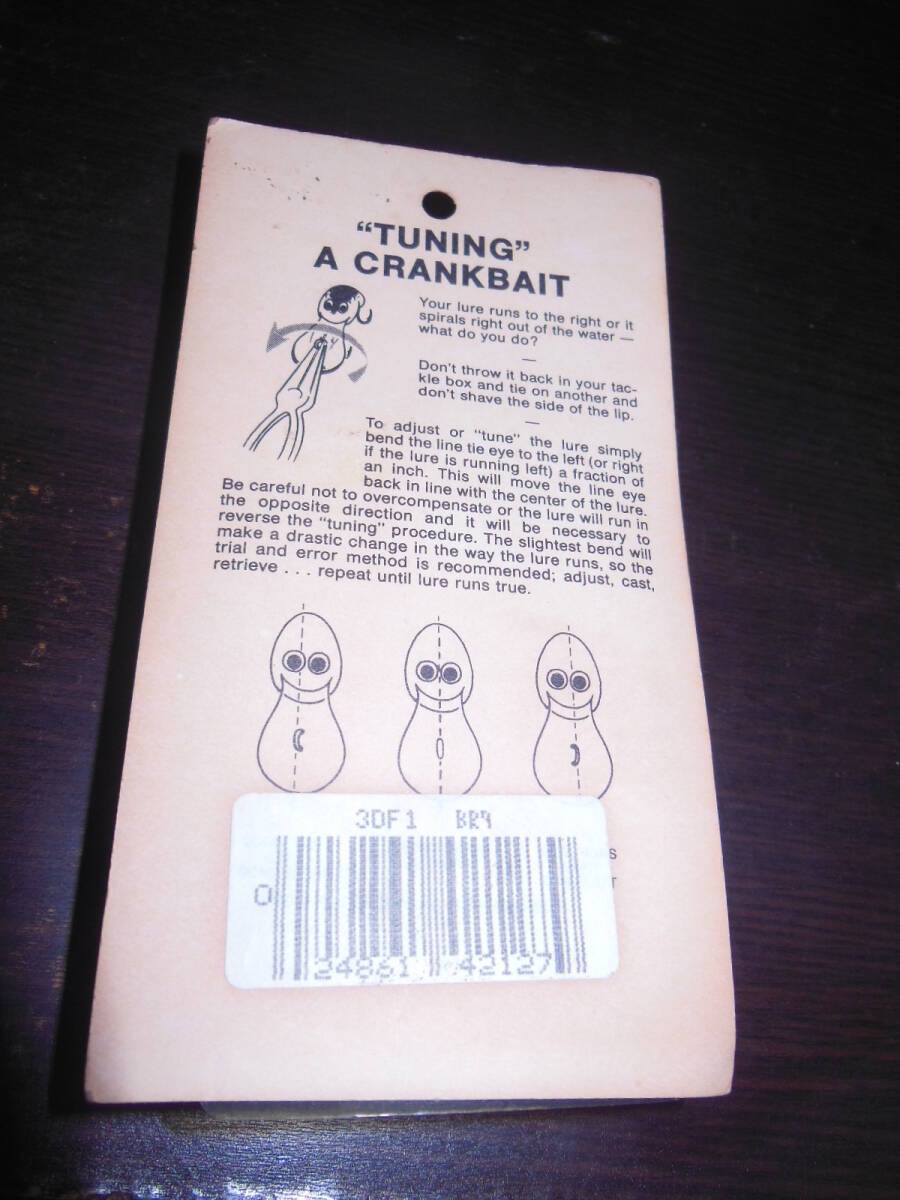 “TUNING”
A CRANKBAIT
Your lure runs to the right or it
spirals right out of the water —
what do you do?
—
Don't throw it back in your tac-
kle box and tie on another and
don't shave the side of the lip.
—
To adjust or "tune" the lure simply
bend the line tie eye to the left (or right
if the lure is running left) a fraction of
an inch. This will move the line eye
back in line with the center of the lure.
Be careful not to overcompensate or the lure will run in
the opposite direction and it will be necessary to
reverse the "tuning" procedure. The slightest bend will
make a drastic change in the way the lure runs, so the
trial and error method is recommended; adjust, cast,
retrieve . . . repeat until lure runs true.
3DF1 BR9
0 24861 42127